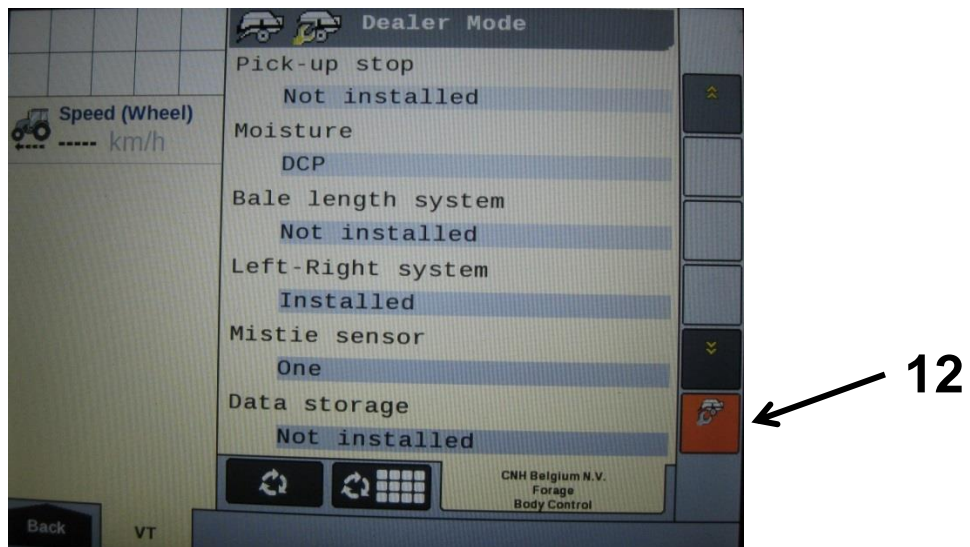 Dealer Mode
Pick-up stop
Not installed
Speed (Wheel)
----- km/h
Moisture
DCP
Bale length system
Not installed
Left-Right system
Installed
Mistie sensor
One
Data storage
Not installed
12
CNH Belgium N.V.
Forage
Body Control
Back
VT